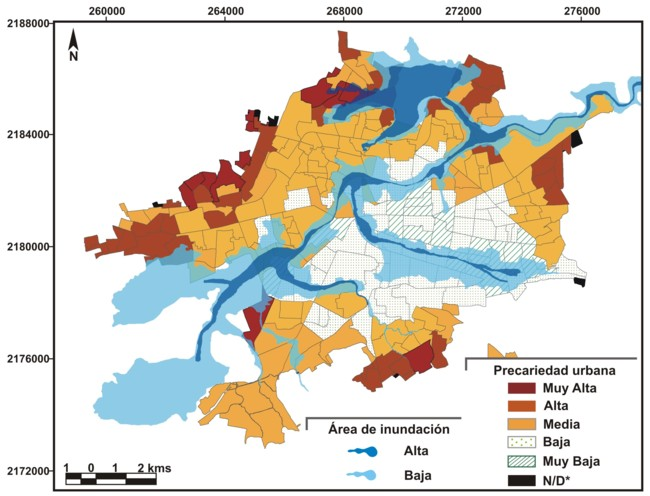 260000 264000 268000 272000 276000
2188000
N
2184000
2180000
2176000
2172000
Precariedad urbana
Muy Alta
Alta
Media
Baja
Muy Baja
N/D*
Área de inundación
Alta
Baja
1 0 1 2 kms